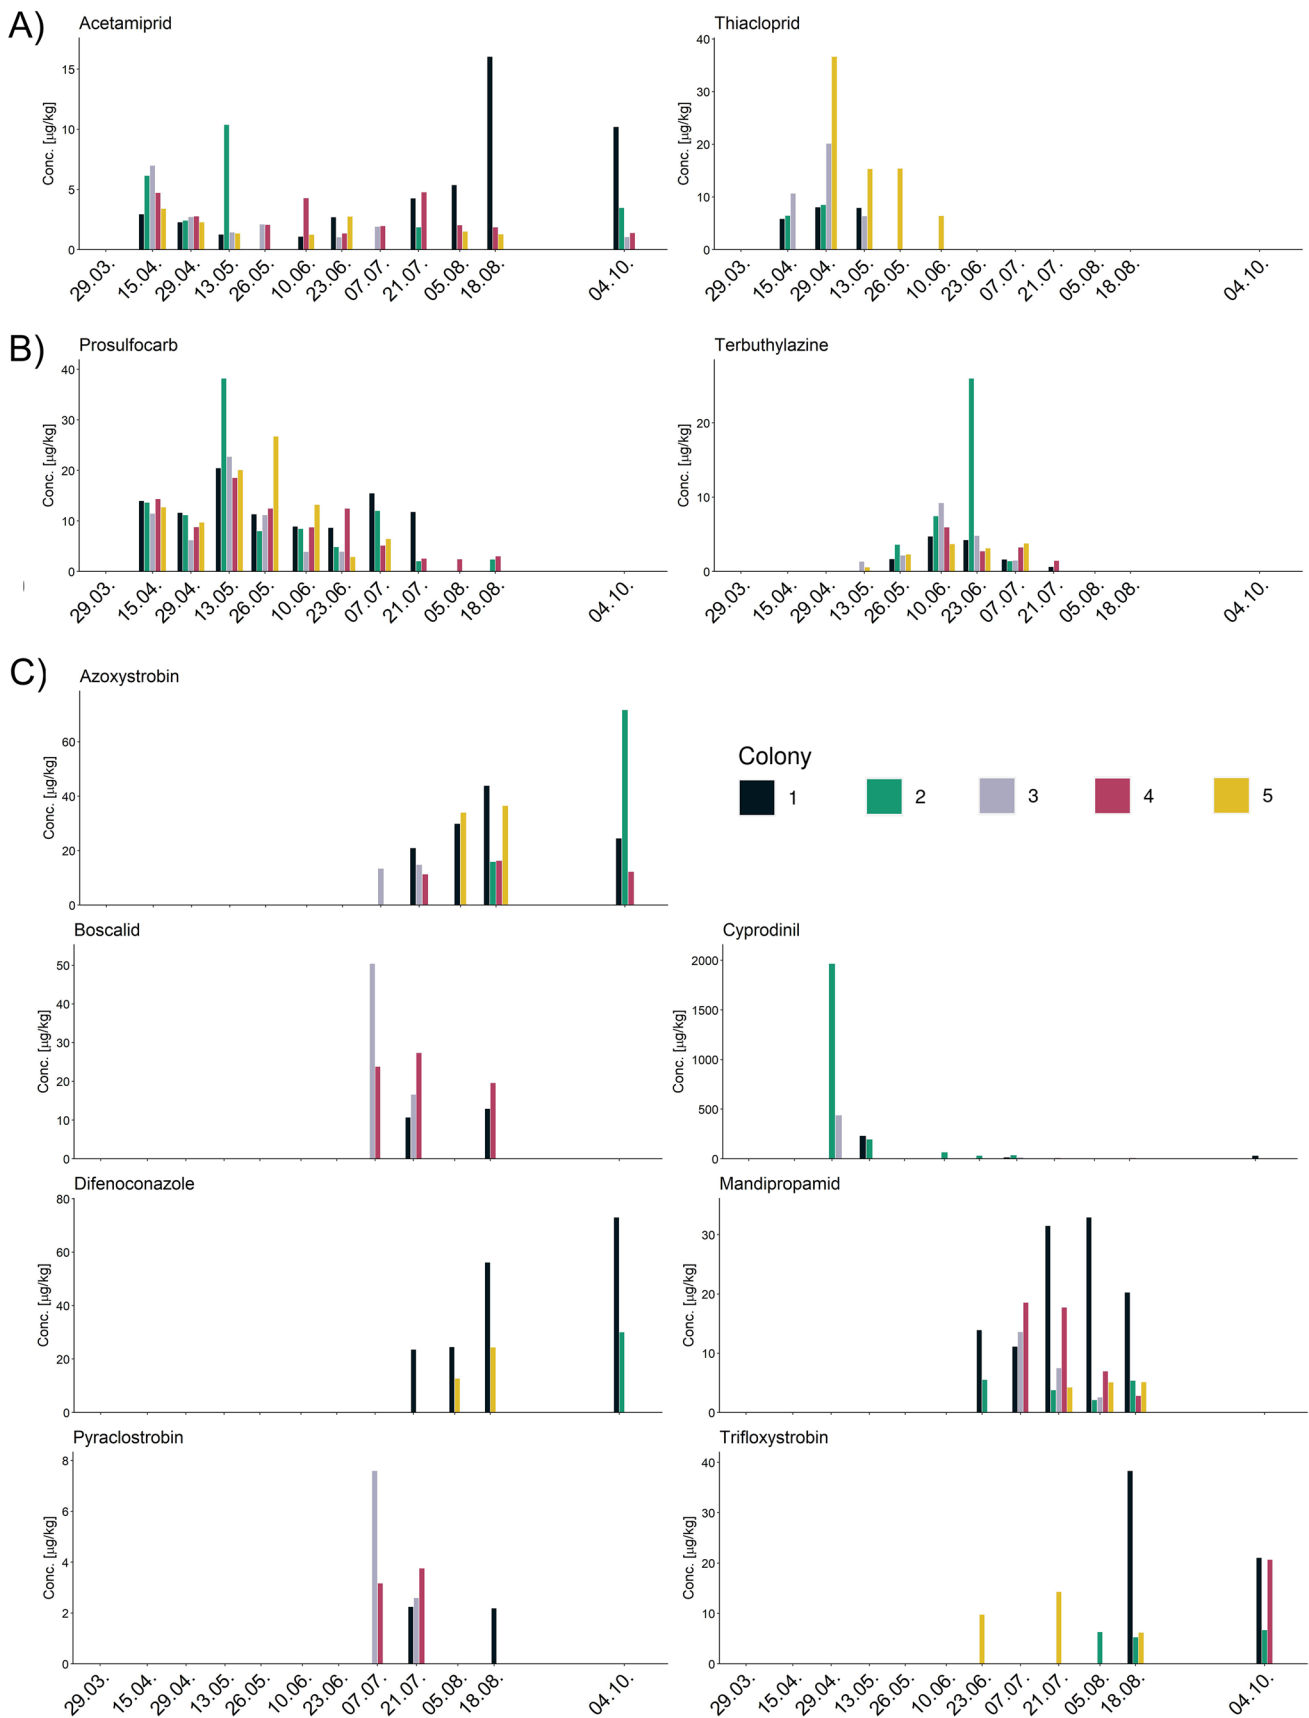 A)
Acetamiprid
Conc. [µg/kg]
15
10
5
0
29.03. 15.04. 29.04. 13.05. 26.05. 10.06. 23.06. 07.07. 21.07. 05.08. 18.08. 04.10.
Thiacloprid
Conc. [µg/kg]
40
30
20
10
0
29.03. 15.04. 29.04. 13.05. 26.05. 10.06. 23.06. 07.07. 21.07. 05.08. 18.08. 04.10.
B)
Prosulfocarb
Conc. [µg/kg]
40
30
20
10
0
29.03. 15.04. 29.04. 13.05. 26.05. 10.06. 23.06. 07.07. 21.07. 05.08. 18.08. 04.10.
Terbuthylazine
Conc. [µg/kg]
20
10
0
29.03. 15.04. 29.04. 13.05. 26.05. 10.06. 23.06. 07.07. 21.07. 05.08. 18.08. 04.10.
C)
Azoxystrobin
Conc. [µg/kg]
60
40
20
0
Colony
1 2 3 4 5
Boscalid
Conc. [µg/kg]
50
40
30
20
10
0
Cyprodinil
Conc. [µg/kg]
2000
1500
1000
500
0
Difenoconazole
Conc. [µg/kg]
80
60
40
20
0
Mandipropamid
Conc. [µg/kg]
30
20
10
0
Pyraclostrobin
Conc. [µg/kg]
8
6
4
2
0
29.03. 15.04. 29.04. 13.05. 26.05. 10.06. 23.06. 07.07. 21.07. 05.08. 18.08. 04.10.
Trifloxystrobin
Conc. [µg/kg]
40
30
20
10
0
29.03. 15.04. 29.04. 13.05. 26.05. 10.06. 23.06. 07.07. 21.07. 05.08. 18.08. 04.10.